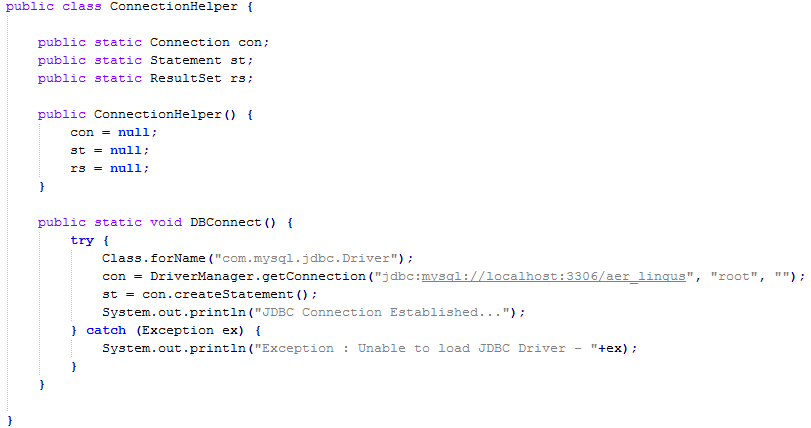 public class ConnectionHelper {
public static Connection con;
public static Statement st;
public static ResultSet rs;
public ConnectionHelper() {
con = null;
st = null;
rs = null;
}
public static void DBConnect() {
try {
Class.forName("com.mysql.jdbc.Driver");
con = DriverManager.getConnection("jdbc:mysql://localhost:3306/aer_lingus", "root", "");
st = con.createStatement();
System.out.println("JDBC Connection Established...");
} catch (Exception ex) {
System.out.println("Exception : Unable to load JDBC Driver - "+ex);
}
}
}